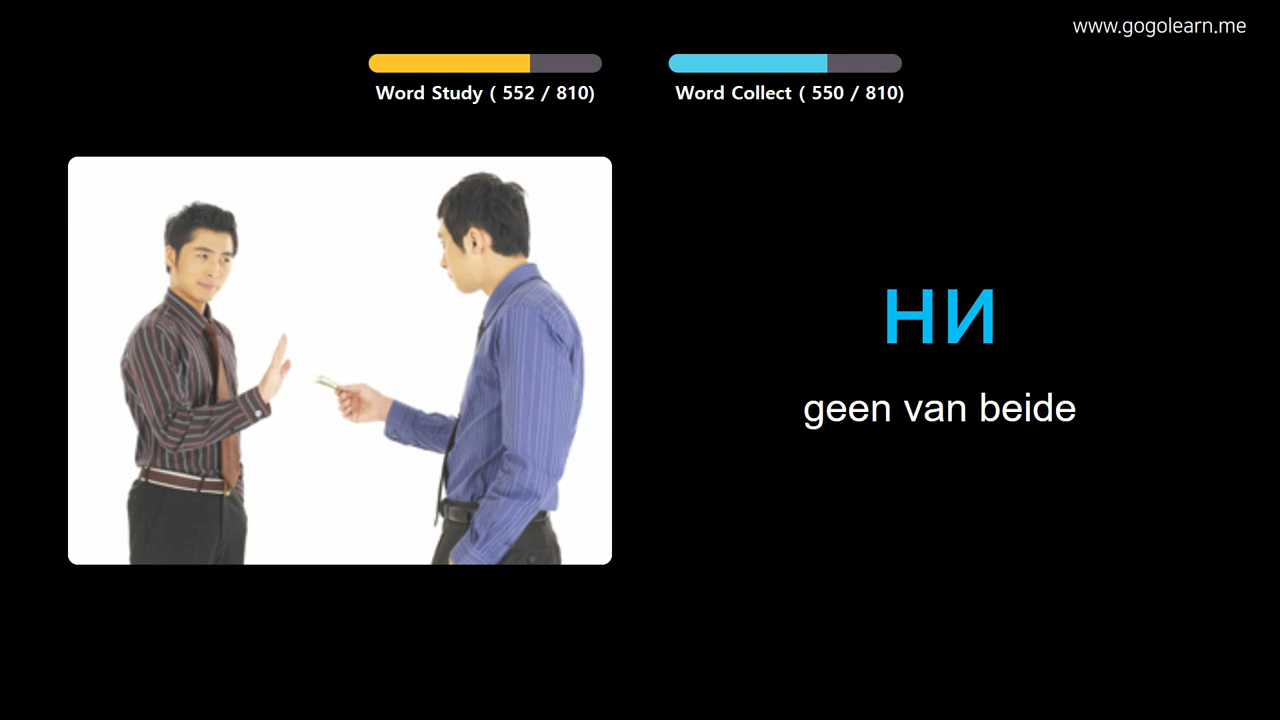 www.gogolearn.me
Word Study ( 552 / 810)
Word Collect ( 550 / 810)
ни
geen van beide